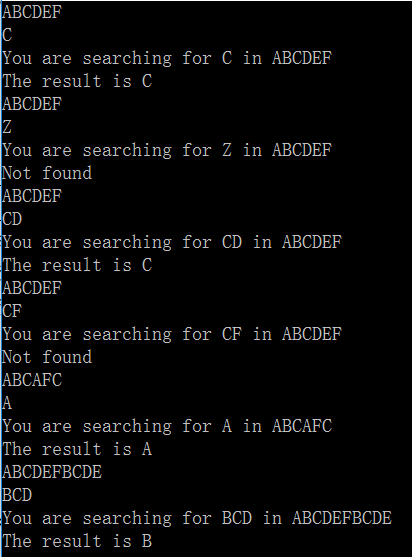 ABCDEF
C
You are searching for C in ABCDEF
The result is C
ABCDEF
Z
You are searching for Z in ABCDEF
Not found
ABCDEF
CD
You are searching for CD in ABCDEF
The result is C
ABCDEF
CF
You are searching for CF in ABCDEF
Not found
ABCAFC
A
You are searching for A in ABCAFC
The result is A
ABCDEFBCDE
BCD
You are searching for BCD in ABCDEFBCDE
The result is B